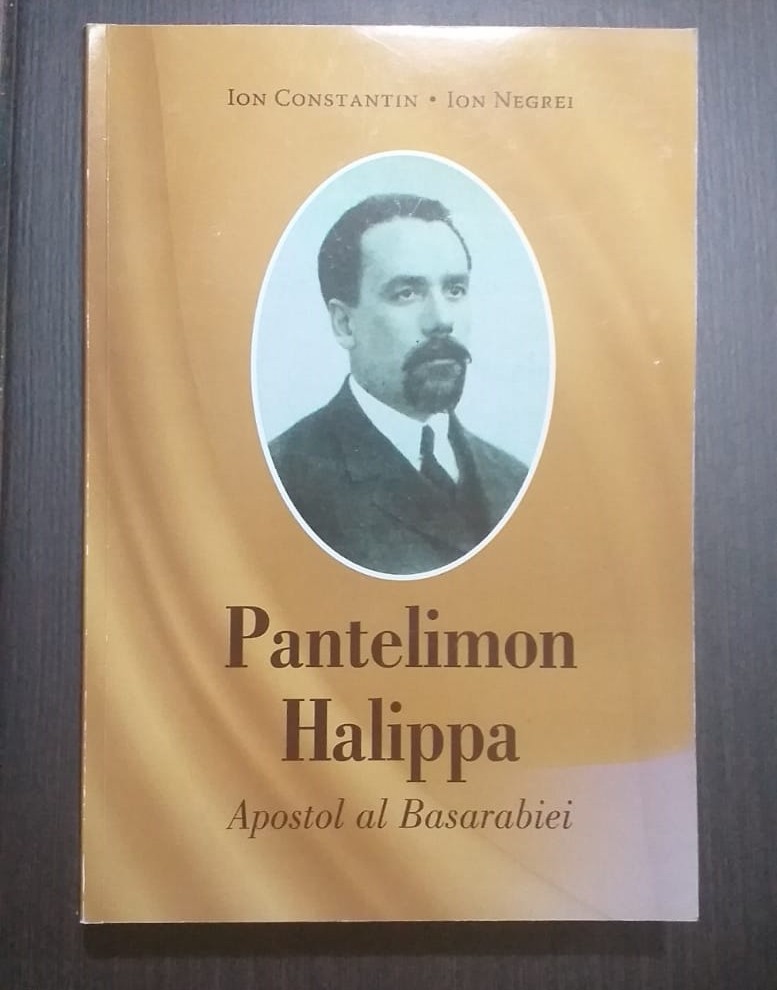 Ion Constantin • Ion Negrei
Pantelimon
Halippa
Apostol al Basarabiei